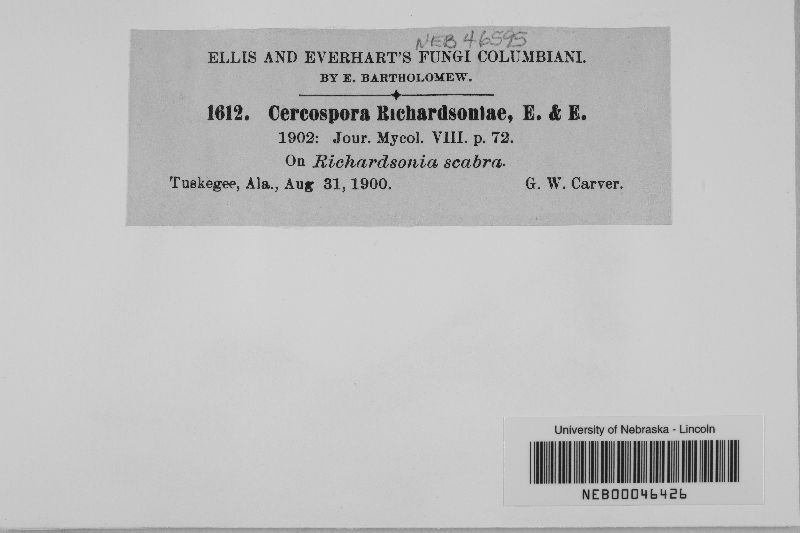 NEB 46595
ELLIS AND EVERHART'S FUNGI COLUMBIANI.
BY E. BARTHOLOMEW.
1612. Cercospora Richardsoniae, E. & E.
1902: Jour. Mycol. VIII. p. 72.
On Richardsonia scabra.
Tuskegee, Ala., Aug 31, 1900. G. W. Carver.
University of Nebraska - Lincoln
NEB00046426